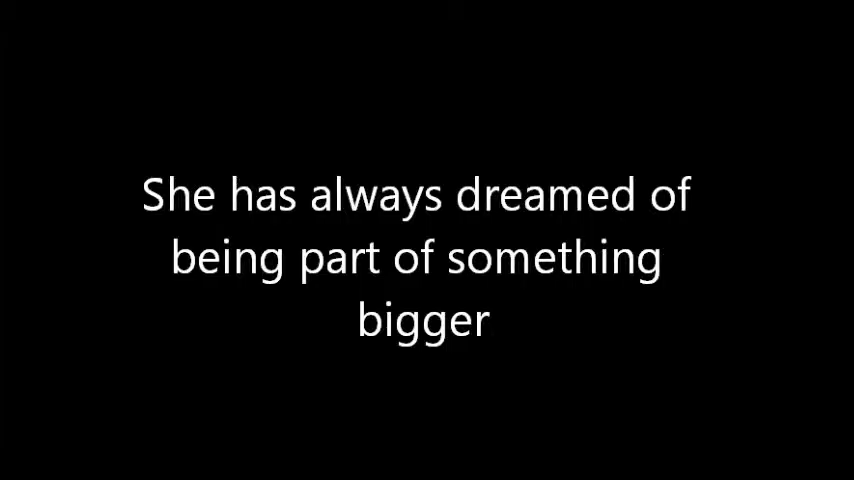 She has always dreamed of
being part of something
bigger